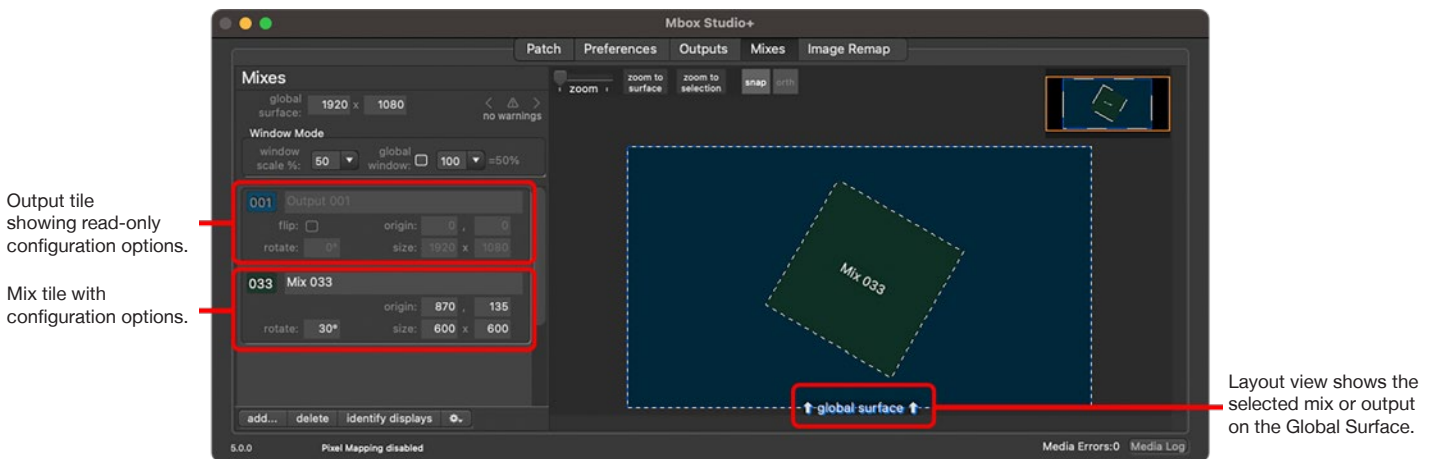 Mbox Studio+
Patch Preferences Outputs Mixes Image Remap
Mixes
global surface: 1920 x 1080
< >
no warnings
Window Mode
window scale %: 50 global window: 100 =50%
001 Output 001
flip: origin: 0 , 0
rotate: 0° size: 1920 x 1080
033 Mix 033
origin: 870 , 135
rotate: 30° size: 600 x 600
add... delete identify displays
5.0.0 Pixel Mapping disabled
zoom
zoom to surface
zoom to selection
snap orth
Mix 033
global surface
Media Errors:0 Media Log
Output tile
showing read-only
configuration options.
Mix tile with
configuration options.
Layout view shows the
selected mix or output
on the Global Surface.